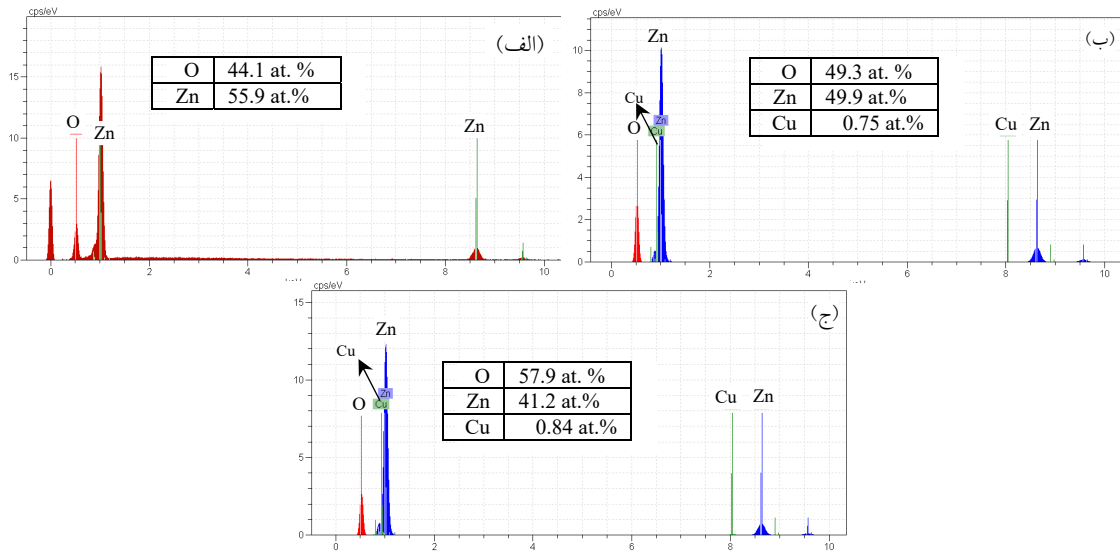 cps/eV
(الف)
O 44.1 at. %
Zn 55.9 at.%
O
Zn
Zn
15
10
5
0
0 2 4 6 8 10
cps/eV
(ب)
Zn
O 49.3 at. %
Zn 49.9 at.%
Cu 0.75 at.%
Cu
Zn
Cu
O
Cu Zn
10
8
6
4
2
0
0 2 4 6 8 10
cps/eV
(ج)
Zn
Cu
O 57.9 at. %
Zn 41.2 at.%
Cu 0.84 at.%
Zn
Cu
O
Cu Zn
15
10
5
0
0 2 4 6 8 10